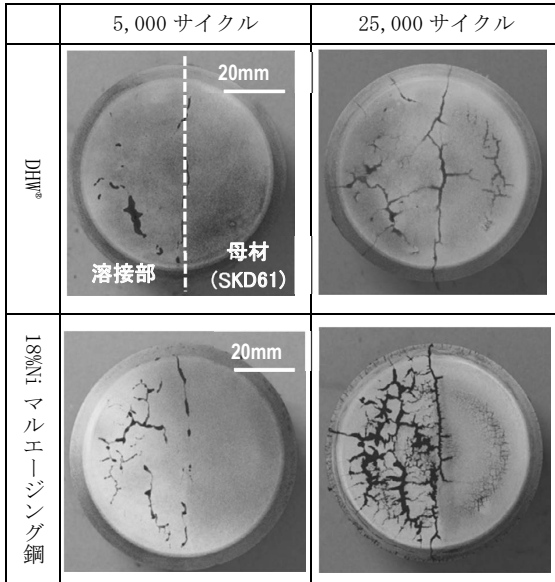 5,000 サイクル
25,000 サイクル
DHW®
20mm
溶接部
母材
(SKD61)
18%Ni マルエージング鋼
20mm